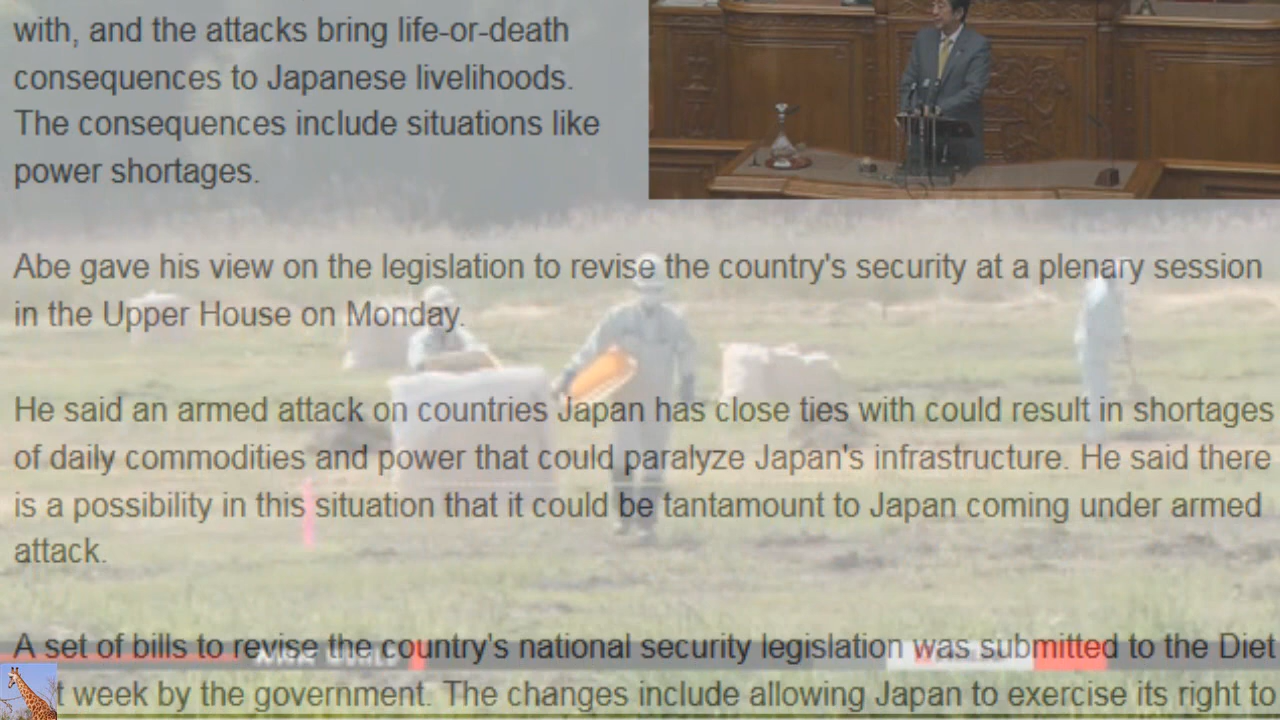 with, and the attacks bring life-or-death
consequences to Japanese livelihoods.
The consequences include situations like
power shortages.
Abe gave his view on the legislation to revise the country's security at a plenary session
in the Upper House on Monday.
He said an armed attack on countries Japan has close ties with could result in shortages
of daily commodities and power that could paralyze Japan's infrastructure. He said there
is a possibility in this situation that it could be tantamount to Japan coming under armed
attack.
A set of bills to revise the country's national security legislation was submitted to the Diet
week by the government. The changes include allowing Japan to exercise its right to